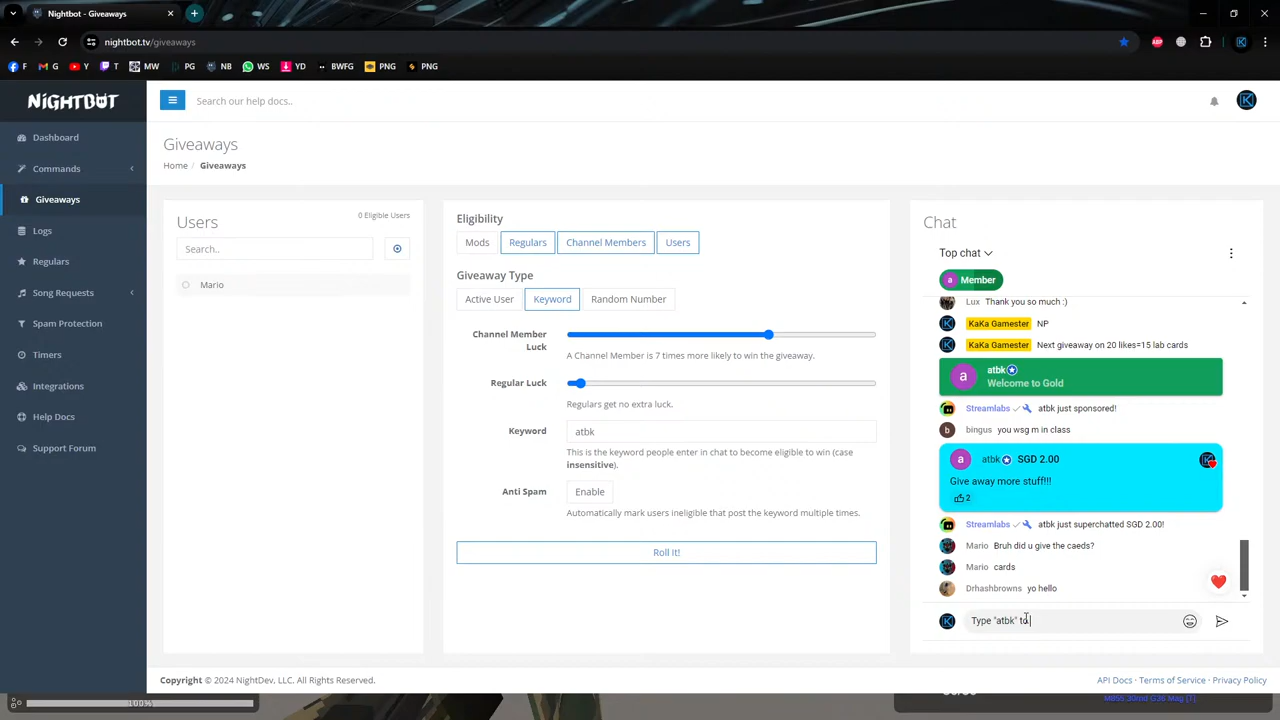 Nightbot - Giveaways
nightbot.tv/giveaways
F
M G
Y
T
MW
PG
NB
WS
YD
BWFG
PNG
PNG
NIGHTBOT
Search our help docs..
Dashboard
Commands
Giveaways
Logs
Regulars
Song Requests
Spam Protection
Timers
Integrations
Help Docs
Support Forum
Giveaways
Home / Giveaways
Users
0 Eligible Users
Search..
Mario
Eligibility
Mods
Regulars
Channel Members
Users
Giveaway Type
Active User
Keyword
Random Number
Channel Member
Luck
A Channel Member is 7 times more likely to win the giveaway.
Regular Luck
Regulars get no extra luck.
Keyword
atbk
This is the keyword people enter in chat to become eligible to win (case
insensitive).
Anti Spam
Enable
Automatically mark users ineligible that post the keyword multiple times.
Roll It!
Chat
Top chat
a Member
Lux Thank you so much :)
KaKa Gamester NP
KaKa Gamester Next giveaway on 20 likes=15 lab cards
a atbk
Welcome to Gold
Streamlabs atbk just sponsored!
b bingus you wsg m in class
a atbk SGD 2.00
Give away more stuff!!!
2
Streamlabs atbk just superchatted SGD 2.00!
Mario Bruh did u give the caeds?
Mario cards
Drhashbrowns yo hello
Type "atbk" to
Copyright © 2024 NightDev, LLC. All Rights Reserved.
API Docs · Terms of Service · Privacy Policy
100%
M855 30rnd G36 Mag [T]